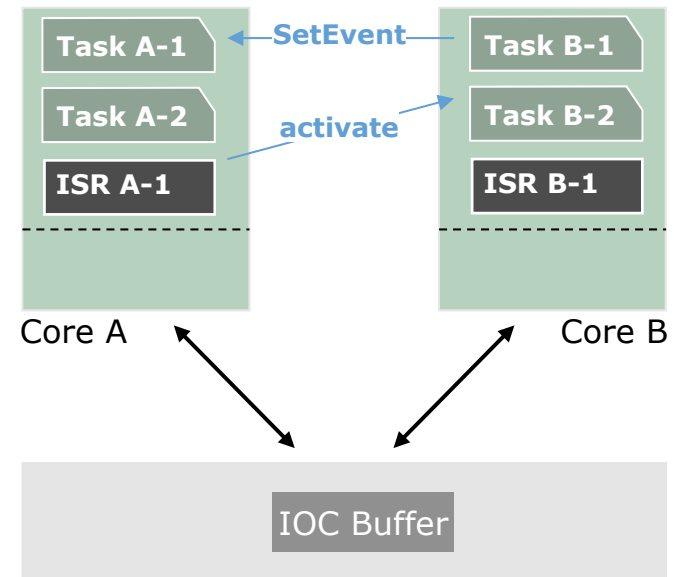 Task A-1
SetEvent
Task B-1
Task A-2
activate
Task B-2
ISR A-1
ISR B-1
Core A
Core B
IOC Buffer